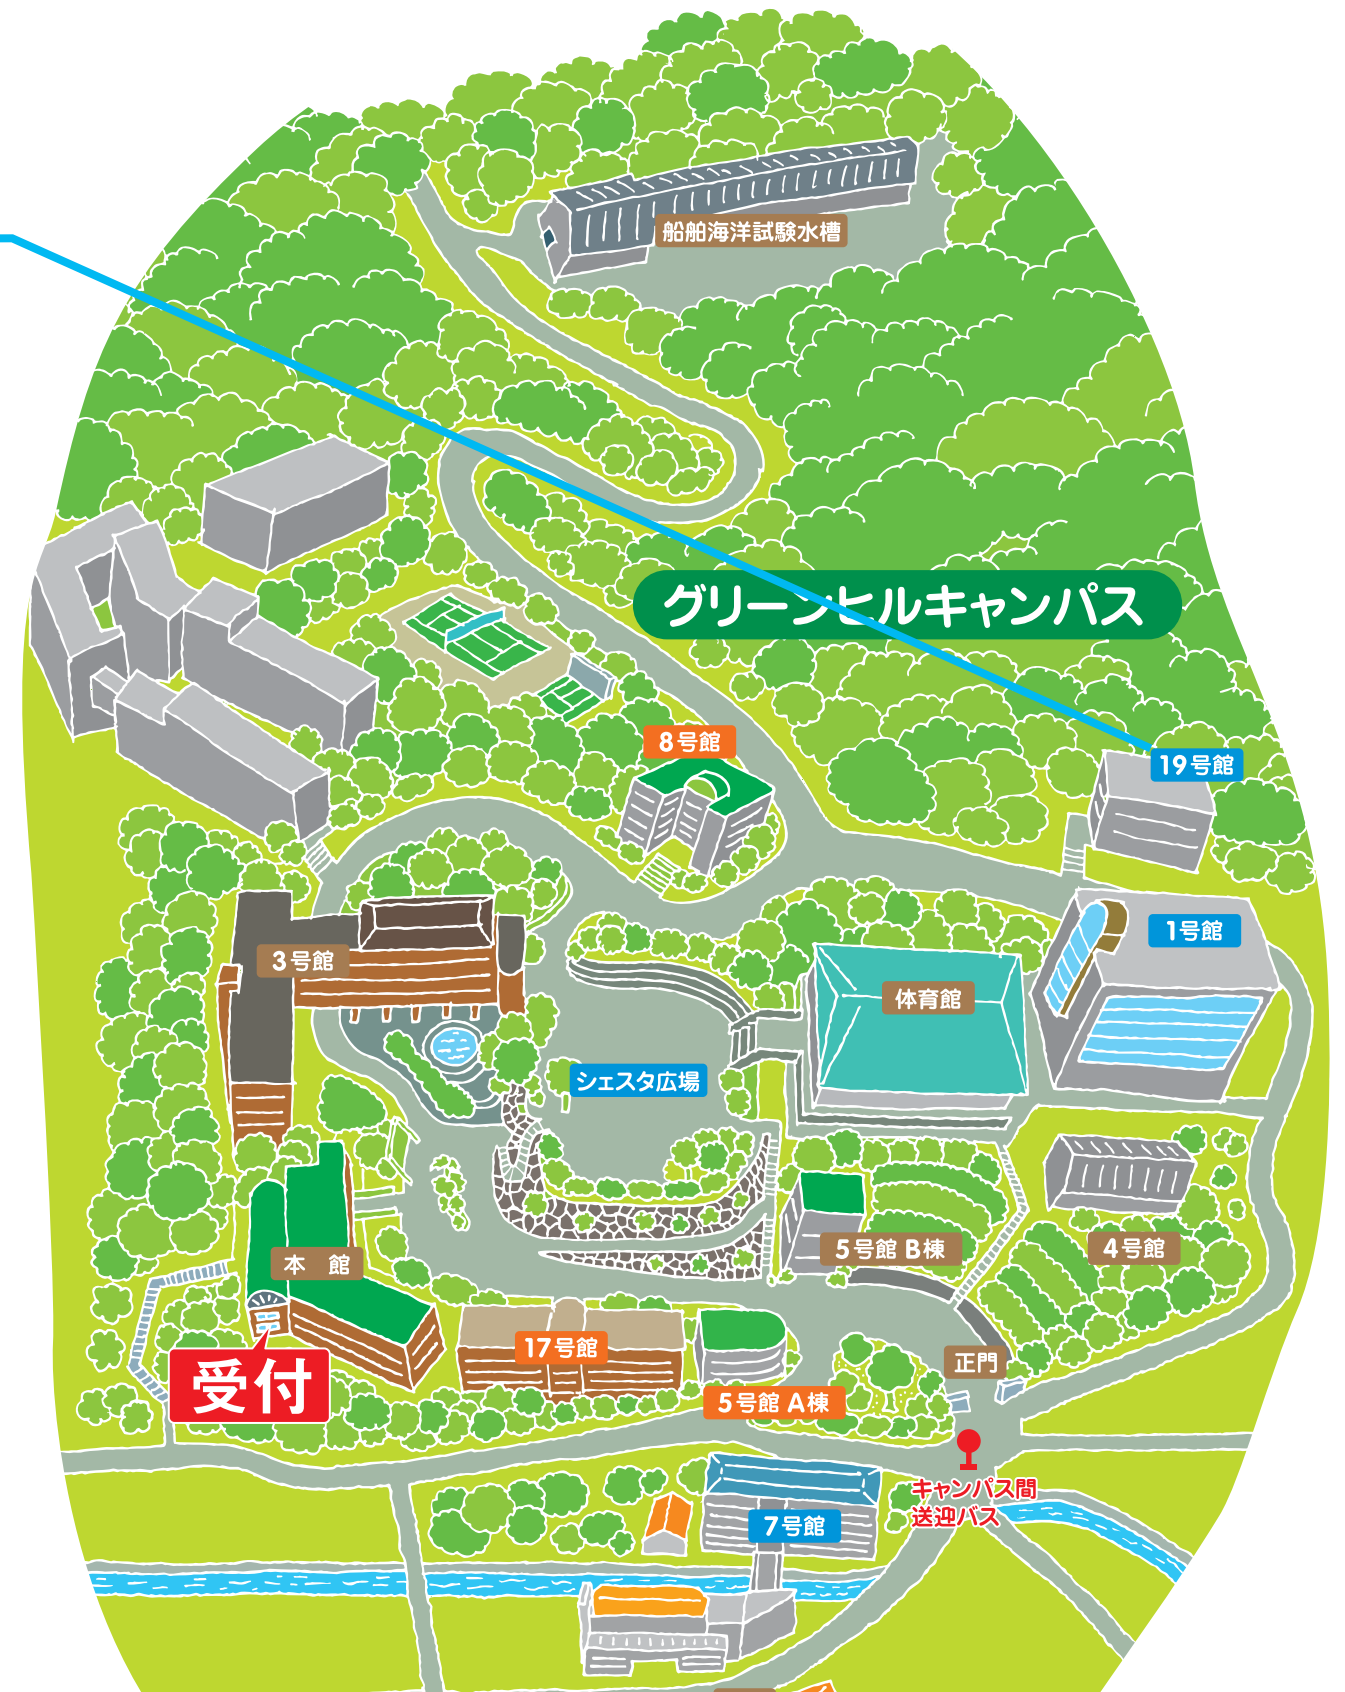 船舶海洋試験水槽
グリーンヒルキャンパス
8号館
19号館
1号館
3号館
体育館
シェスタ広場
5号館 B棟
4号館
本 館
17号館
正門
受付
5号館 A棟
キャンパス間
送迎バス
7号館